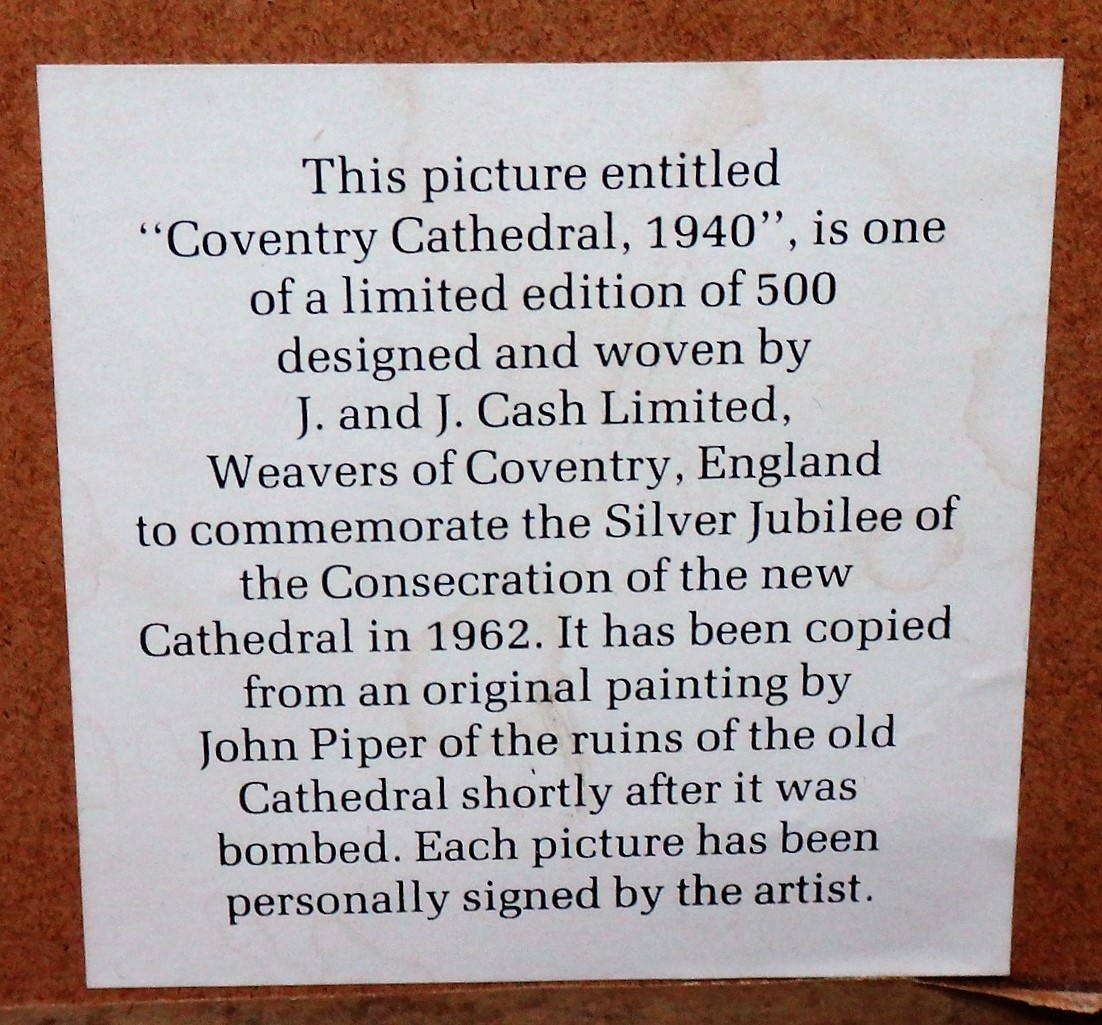 This picture entitled
“Coventry Cathedral, 1940”, is one
of a limited edition of 500
designed and woven by
J. and J. Cash Limited,
Weavers of Coventry, England
to commemorate the Silver Jubilee of
the Consecration of the new
Cathedral in 1962. It has been copied
from an original painting by
John Piper of the ruins of the old
Cathedral shortly after it was
bombed. Each picture has been
personally signed by the artist.